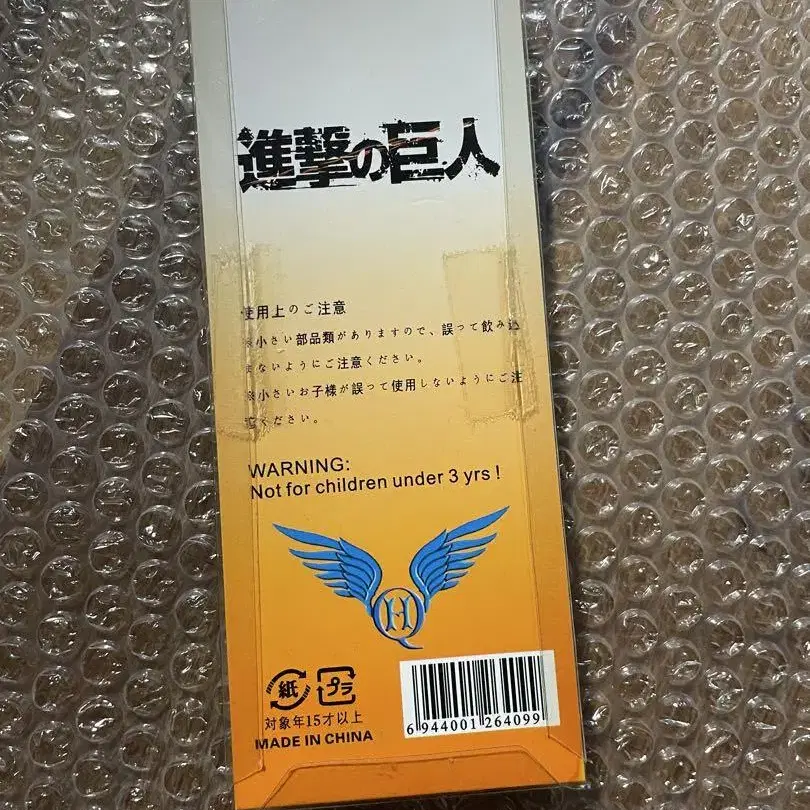 進撃の巨人
使用上のご注意
※小さい部品類がありますので、誤って飲み込
まないようにご注意ください。
※小さいお子様が誤って使用しないようにご注
意ください。
WARNING:
Not for children under 3 yrs !
QH
紙 プラ
対象年15才以上
MADE IN CHINA
6 944001 264099